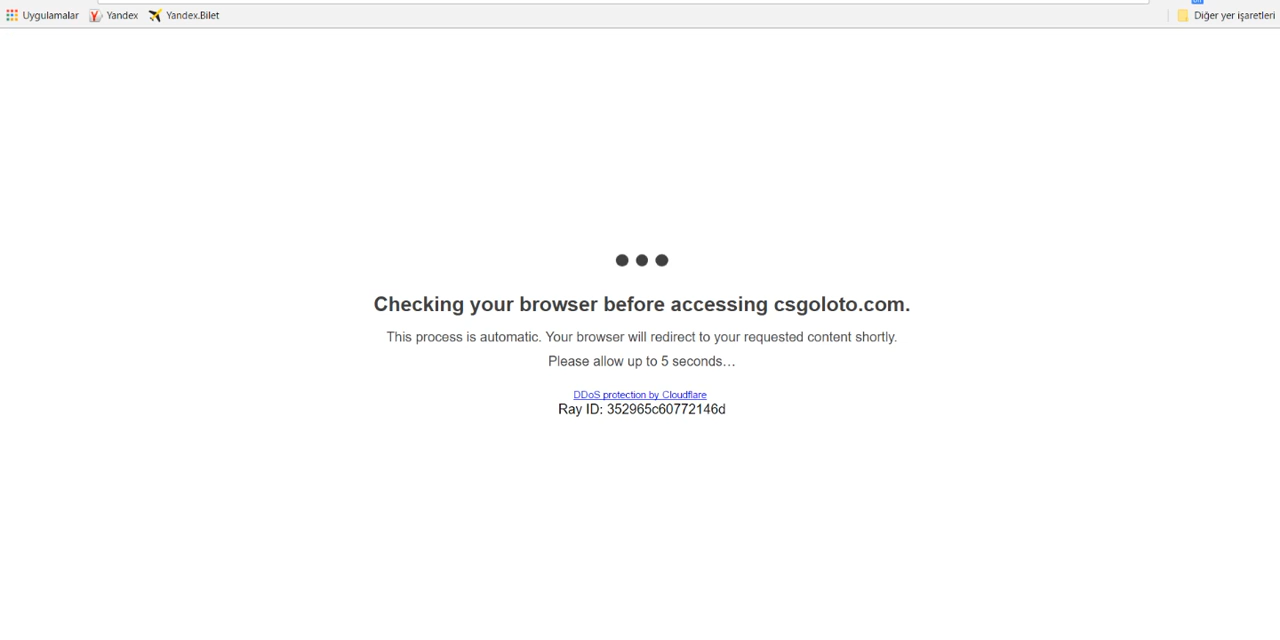 Uygulamalar Yandex Yandex.Bilet Diğer yer işaretleri
Checking your browser before accessing csgoloto.com.
This process is automatic. Your browser will redirect to your requested content shortly.
Please allow up to 5 seconds…
DDoS protection by Cloudflare
Ray ID: 352965c60772146d